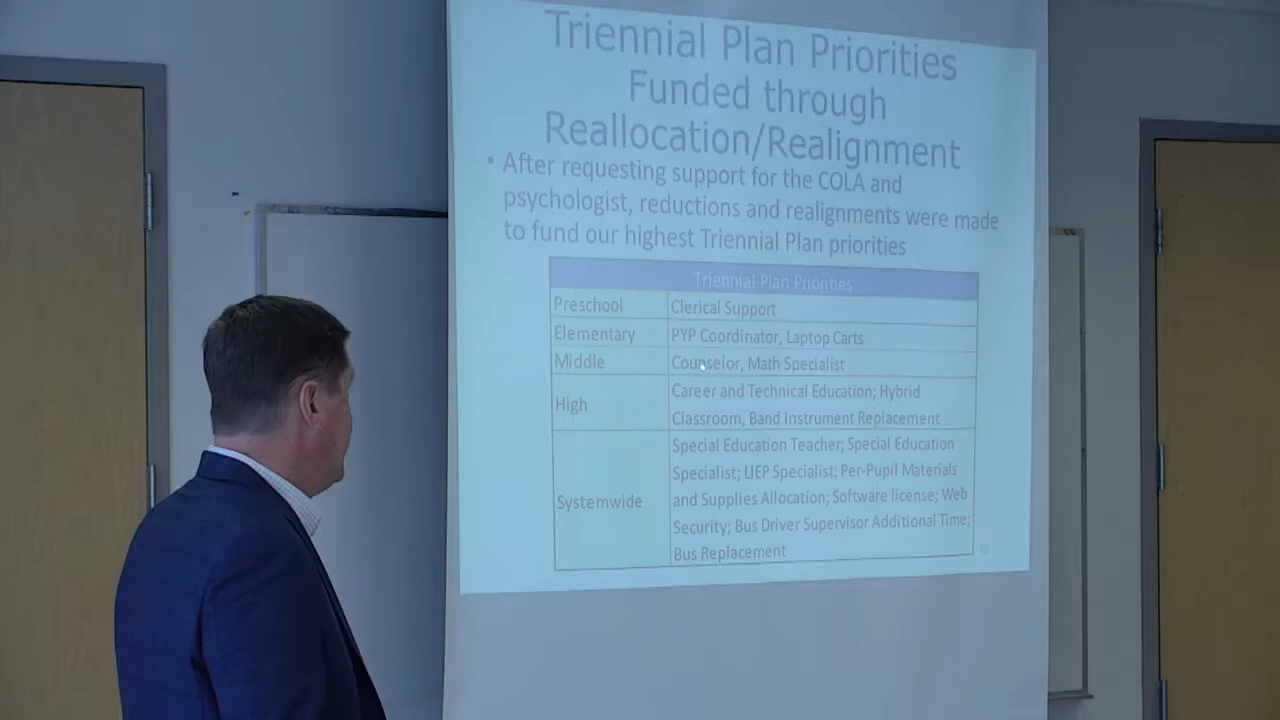 Triennial Plan Priorities
Funded through
Reallocation/Realignment
• After requesting support for the COLA and
psychologist, reductions and realignments were made
to fund our highest Triennial Plan priorities
Triennial Plan Priorities
Preschool
Clerical Support
Elementary
PYP Coordinator, Laptop Carts
Middle
Counselor, Math Specialist
High
Career and Technical Education; Hybrid
Classroom, Band Instrument Replacement
Systemwide
Special Education Teacher; Special Education
Specialist; LIEP Specialist; Per-Pupil Materials
and Supplies Allocation; Software license; Web
Security; Bus Driver Supervisor Additional Time;
Bus Replacement